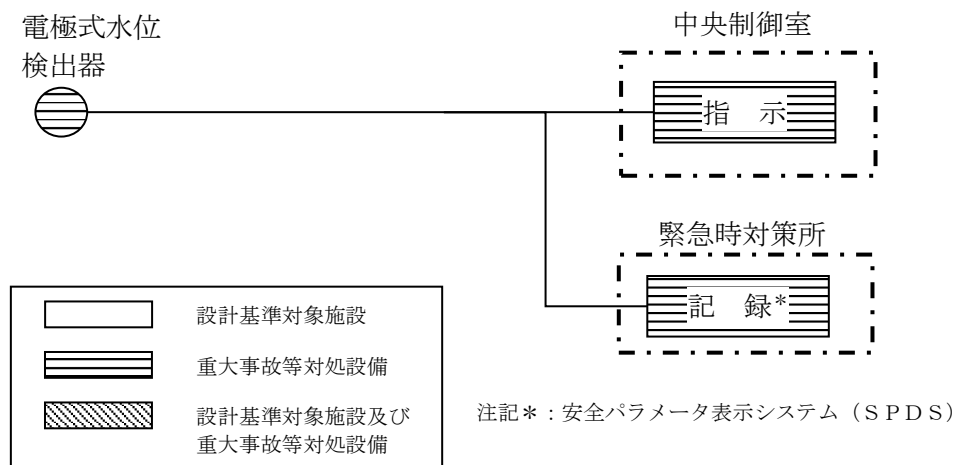 電極式水位
検出器
中央制御室
指　示
緊急時対策所
記　録*
設計基準対象施設
重大事故等対処設備
設計基準対象施設及び
重大事故等対処設備
注記＊：安全パラメータ表示システム（ＳＰＤＳ）